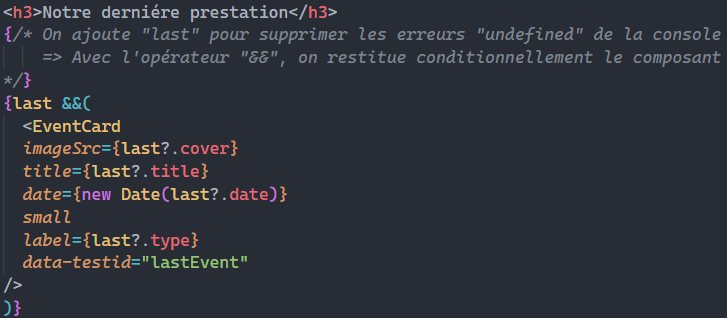 <h3>Notre derniére prestation</h3>
{/* On ajoute "last" pour supprimer les erreurs "undefined" de la console
=> Avec l'opérateur "&&", on restitue conditionnellement le composant
*/}
{last &&(
<EventCard
imageSrc={last?.cover}
title={last?.title}
date={new Date(last?.date)}
small
label={last?.type}
data-testid="lastEvent"
/>
)}